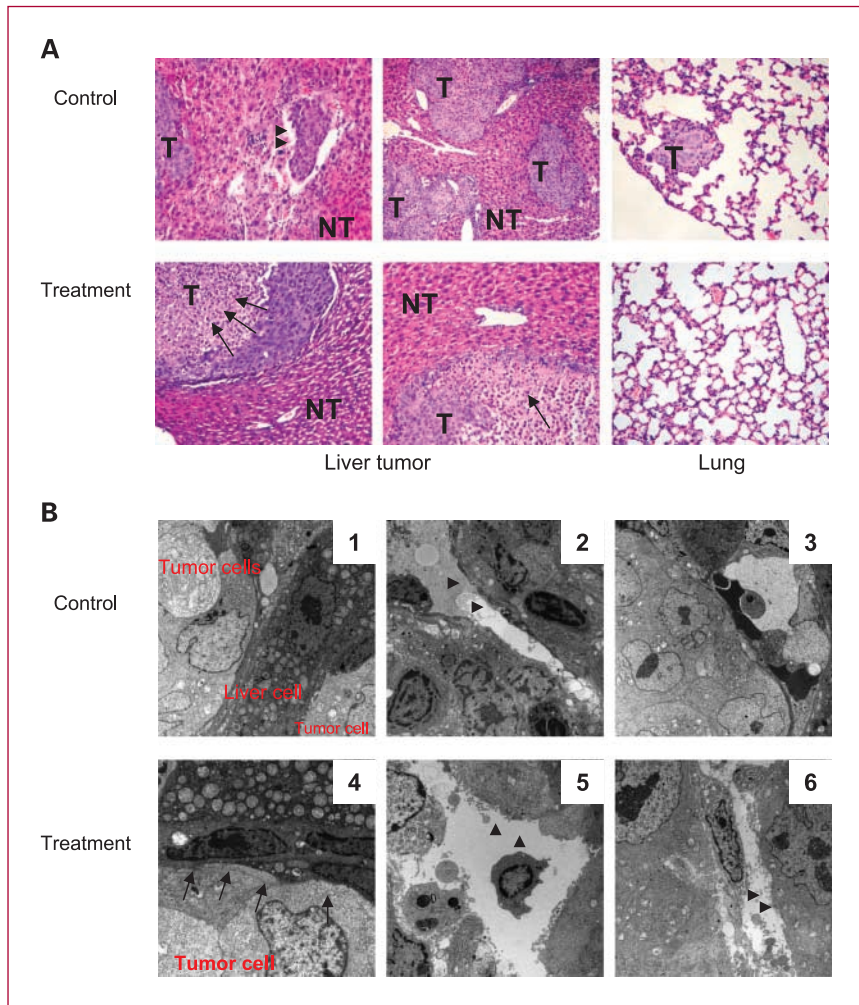 A
Control
T
NT
T
T
T
NT
T
Treatment
T
NT
NT
T
Liver tumor
Lung
B
Control
1
Tumor cells
Liver cell
Tumor cell
2
3
Treatment
4
Tumor cell
5
6